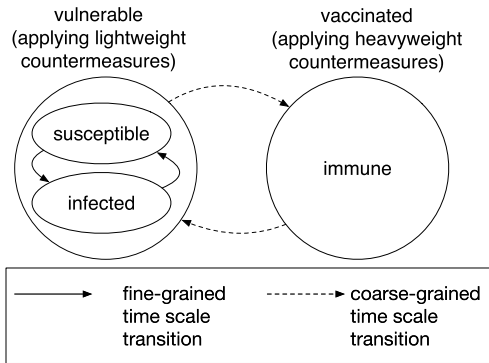 vulnerable
(applying lightweight
countermeasures)
vaccinated
(applying heavyweight
countermeasures)
susceptible
infected
immune
fine-grained
time scale
transition
coarse-grained
time scale
transition